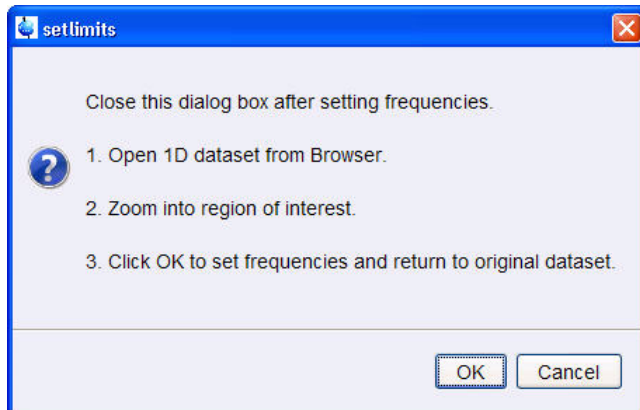 setlimits
Close this dialog box after setting frequencies.
1. Open 1D dataset from Browser.
2. Zoom into region of interest.
3. Click OK to set frequencies and return to original dataset.
OK Cancel